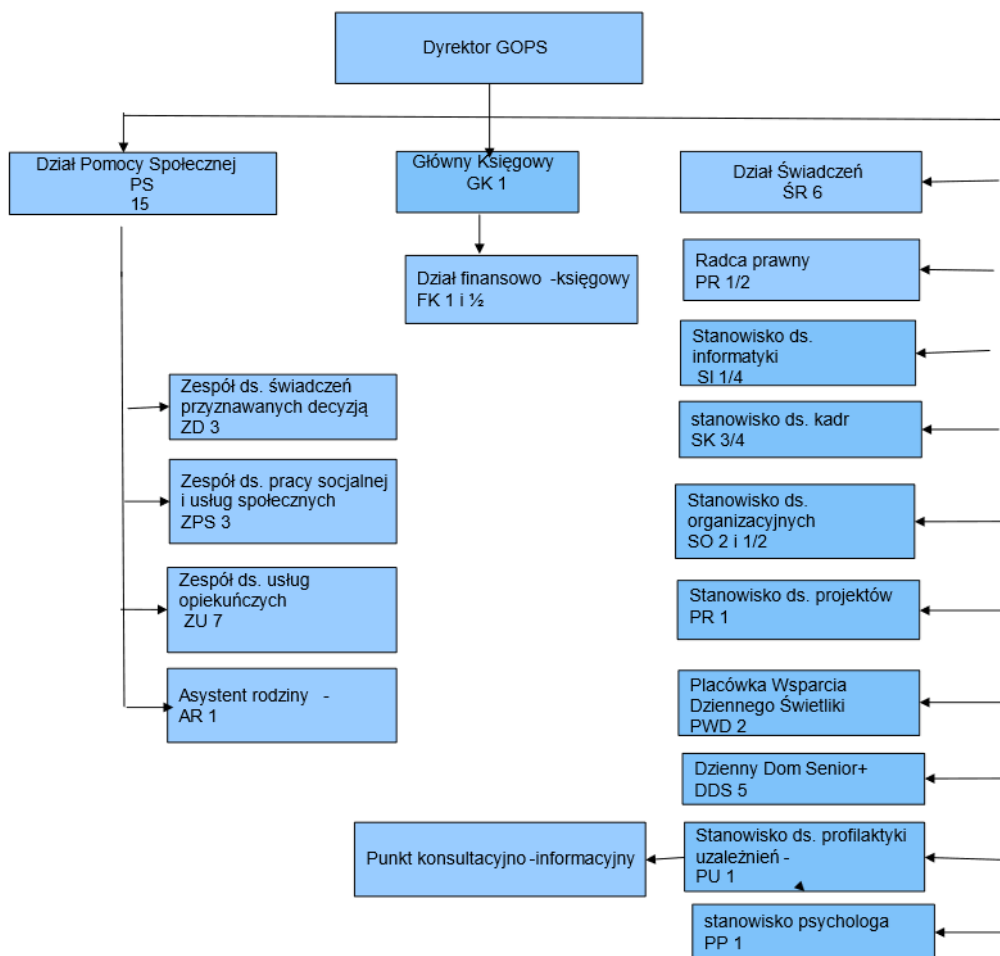 Dyrektor GOPS
Dział Pomocy Społecznej
PS
15
Główny Księgowy
GK 1
Dział Świadczeń
ŚR 6
Dział finansowo -księgowy
FK 1 i ½
Radca prawny
PR 1/2
Stanowisko ds.
informatyki
SI 1/4
Zespół ds. świadczeń
przyznawanych decyzją
ZD 3
stanowisko ds. kadr
SK 3/4
Zespół ds. pracy socjalnej
i usług społecznych
ZPS 3
Stanowisko ds.
organizacyjnych
SO 2 i 1/2
Zespół ds. usług
opiekuńczych
ZU 7
Stanowisko ds. projektów
PR 1
Asystent rodziny -
AR 1
Placówka Wsparcia
Dziennego Świetliki
PWD 2
Dzienny Dom Senior+
DDS 5
Punkt konsultacyjno -informacyjny
Stanowisko ds. profilaktyki
uzależnień -
PU 1
stanowisko psychologa
PP 1